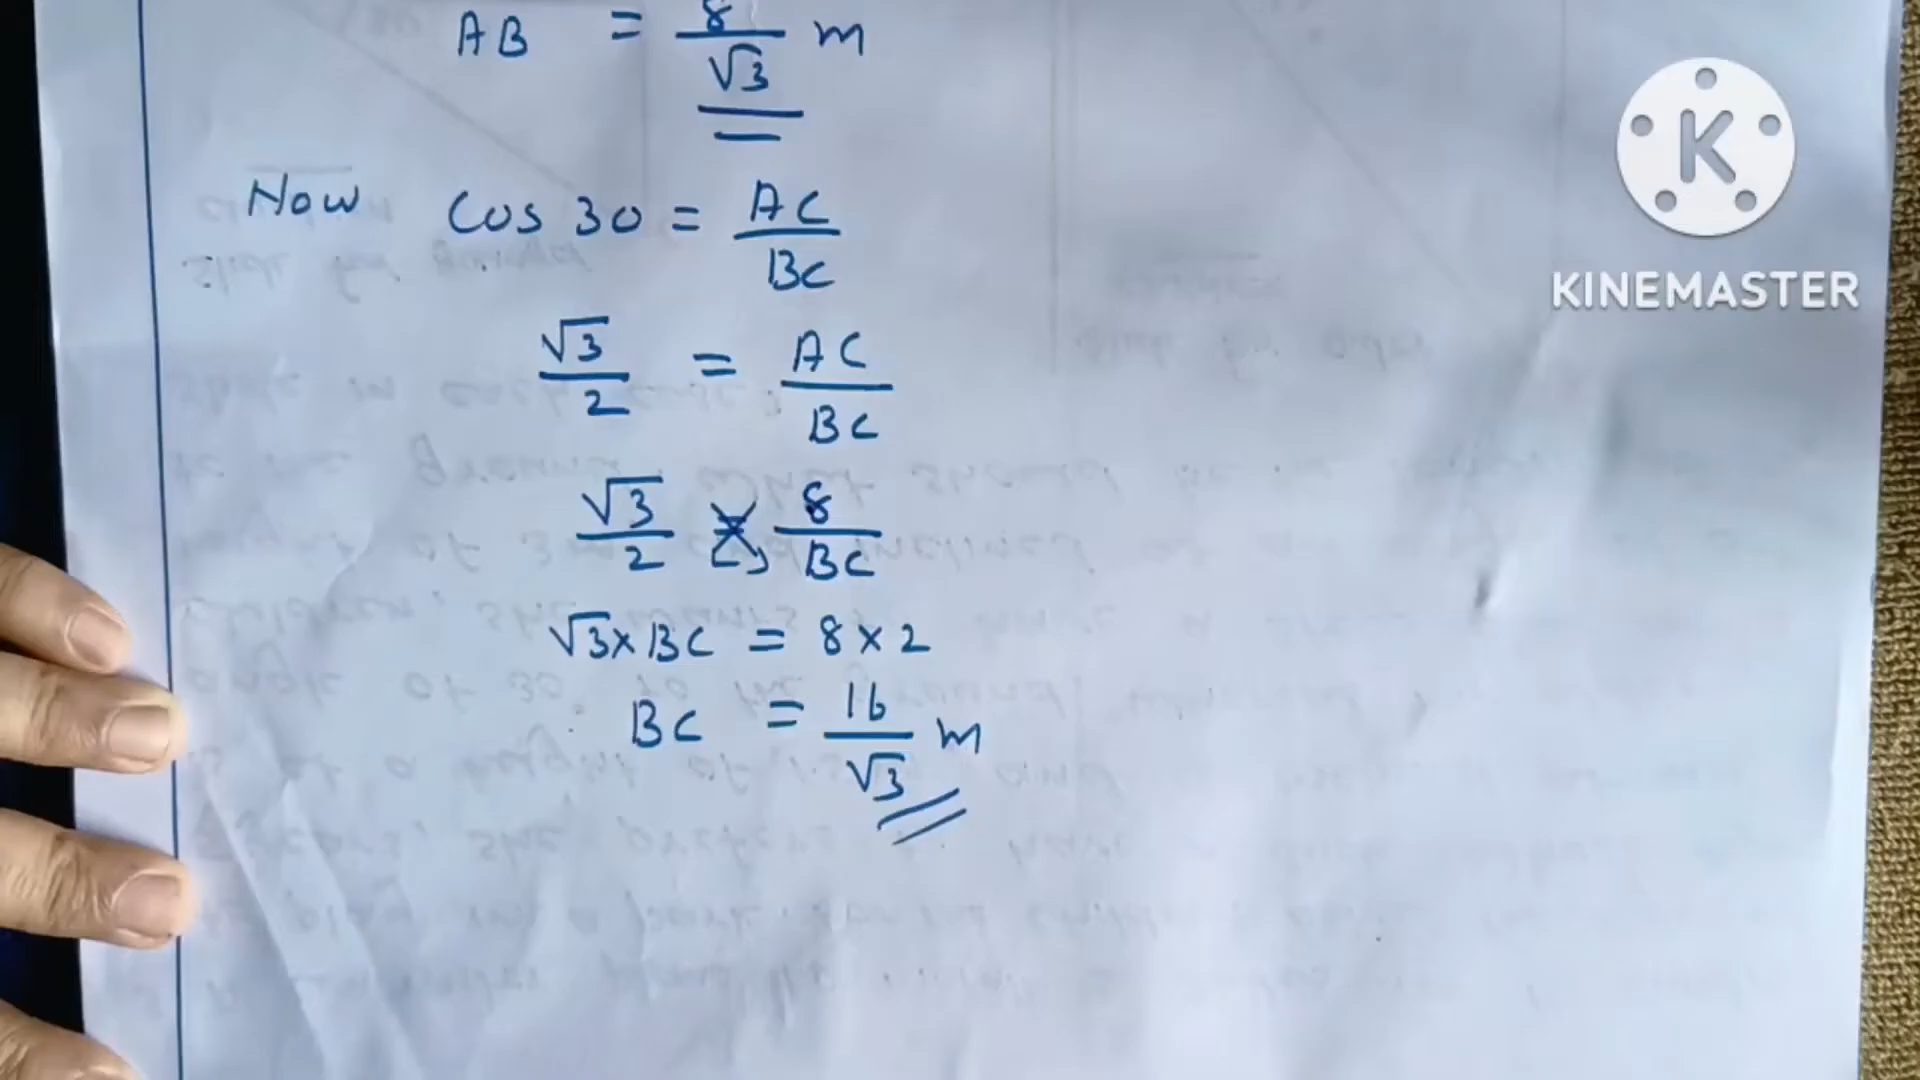 AB = 8/√3 m
Now cos 30 = AC/BC
√3/2 = AC/BC
√3/2 = 8/BC
√3 × BC = 8 × 2
BC = 16/√3 m
K
KINEMASTER